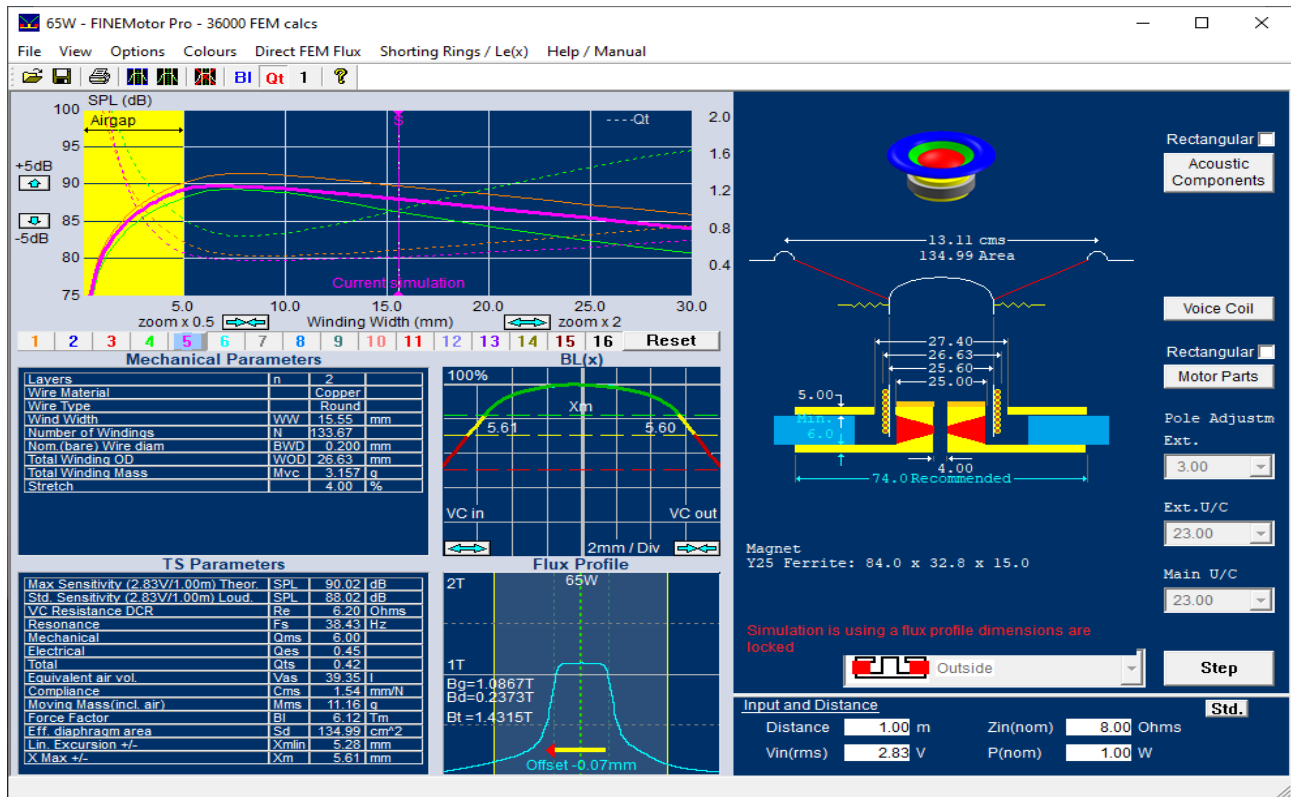 65W - FINEMotor Pro - 36000 FEM calcs
File View Options Colours Direct FEM Flux Shorting Rings / Le(x) Help / Manual
Bl Qt 1 ?
SPL (dB)
Airgap
S
----Qt
100
95
90
85
80
75
+5dB
-5dB
2.0
1.6
1.2
0.8
0.4
Current simulation
5.0 10.0 15.0 20.0 25.0 30.0
zoom x 0.5 Winding Width (mm) zoom x 2
1 2 3 4 5 6 7 8 9 10 11 12 13 14 15 16 Reset
Mechanical Parameters
Layers n 2
Wire Material Copper
Wire Type Round
Wind Width WW 15.55 mm
Number of Windings N 133.67
Nom.(bare) Wire diam BWD 0.200 mm
Total Winding OD WOD 26.63 mm
Total Winding Mass Mvc 3.157 g
Stretch 4.00 %
BL(x)
100%
Xm
5.61 5.60
VC in VC out
2mm / Div
TS Parameters
Max Sensitivity (2.83V/1.00m) Theor. SPL 90.02 dB
Std. Sensitivity (2.83V/1.00m) Loud. SPL 88.02 dB
VC Resistance DCR Re 6.20 Ohms
Resonance Fs 38.43 Hz
Mechanical Qms 6.00
Electrical Qes 0.45
Total Qts 0.42
Equivalent air vol. Vas 39.35 l
Compliance Cms 1.54 mm/N
Moving Mass(incl. air) Mms 11.16 g
Force Factor Bl 6.12 Tm
Eff. diaphragm area Sd 134.99 cm^2
Lin. Excursion +/- Xmlin 5.28 mm
X Max +/- Xm 5.61 mm
Flux Profile
2T 65W
1T
Bg=1.0867T
Bd=0.2373T
Bt =1.4315T
Offset -0.07mm
13.11 cms
134.99 Area
27.40
26.63
25.60
25.00
5.00
Min.
6.0
4.00
74.0 Recommended
Magnet
Y25 Ferrite: 84.0 x 32.8 x 15.0
Simulation is using a flux profile dimensions are
locked
Outside
Rectangular
Acoustic
Components
Voice Coil
Rectangular
Motor Parts
Pole Adjustm
Ext.
3.00
Ext.U/C
23.00
Main U/C
23.00
Step
Input and Distance
Std.
Distance 1.00 m Zin(nom) 8.00 Ohms
Vin(rms) 2.83 V P(nom) 1.00 W